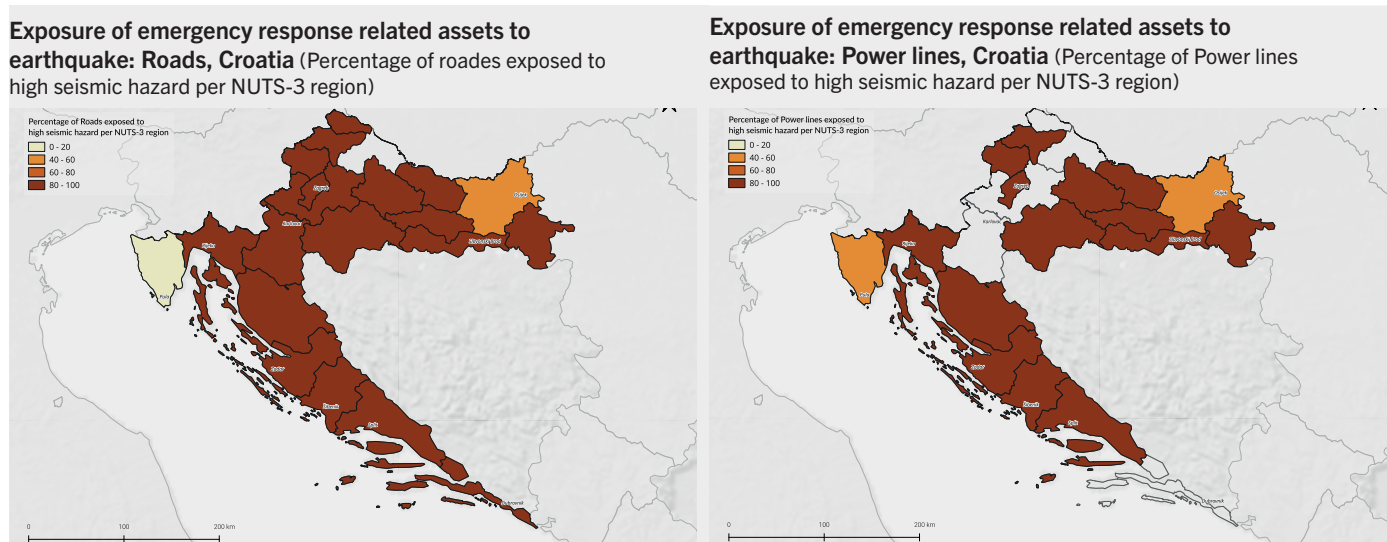 Exposure of emergency response related assets to
earthquake: Roads, Croatia (Percentage of roades exposed to
high seismic hazard per NUTS-3 region)
Percentage of Roads exposed to
high seismic hazard per NUTS-3 region
0 - 20
40 - 60
60 - 80
80 - 100
Zagreb
Osijek
Karlovac
Rijeka
Slavonski Brod
Pula
Zadar
Šibenik
Split
Dubrovnik
0 100 200 km
Exposure of emergency response related assets to
earthquake: Power lines, Croatia (Percentage of Power lines
exposed to high seismic hazard per NUTS-3 region)
Percentage of Power lines exposed to
high seismic hazard per NUTS-3 region
0 - 20
40 - 60
60 - 80
80 - 100
Zagreb
Osijek
Karlovac
Rijeka
Slavonski Brod
Pula
Zadar
Šibenik
Split
Dubrovnik
0 100 200 km